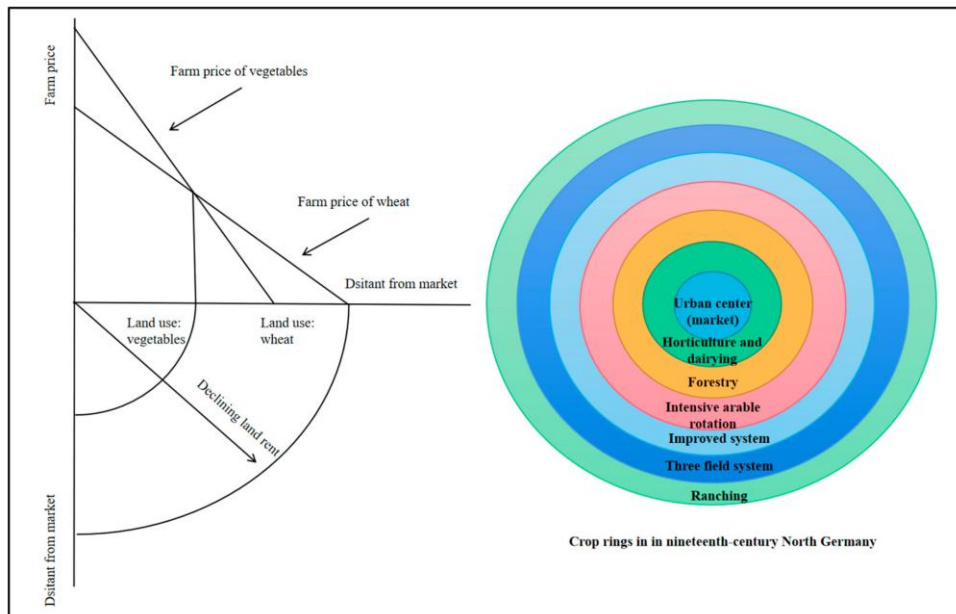 Farm price
Farm price of vegetables
Farm price of wheat
Dsitant from market
Land use:
vegetables
Land use:
wheat
Declining land rent
Dsitant from market
Urban center
(market)
Horticulture and
dairying
Forestry
Intensive arable
rotation
Improved system
Three field system
Ranching
Crop rings in in nineteenth-century North Germany